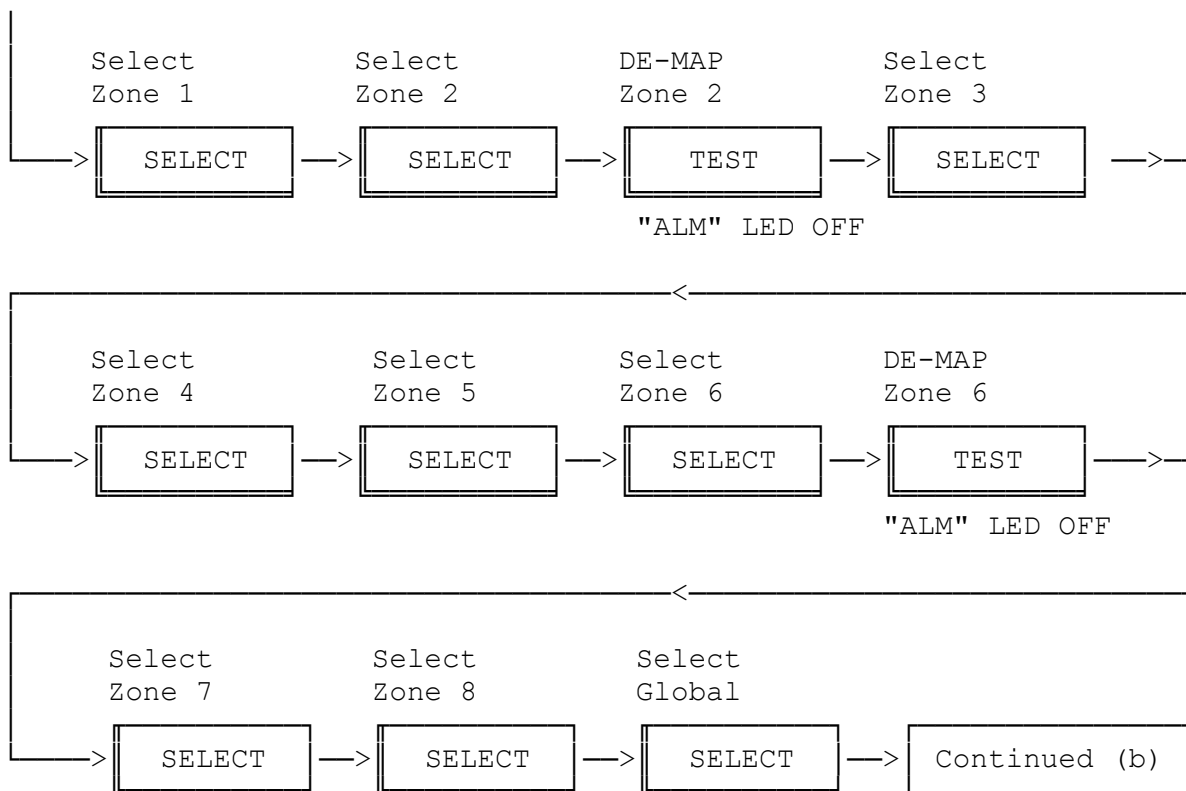 Select Select DE-MAP Select
Zone 1 Zone 2 Zone 2 Zone 3
SELECT SELECT TEST SELECT
"ALM" LED OFF
Select Select Select DE-MAP
Zone 4 Zone 5 Zone 6 Zone 6
SELECT SELECT SELECT TEST
"ALM" LED OFF
Select Select Select
Zone 7 Zone 8 Global
SELECT SELECT SELECT Continued (b)